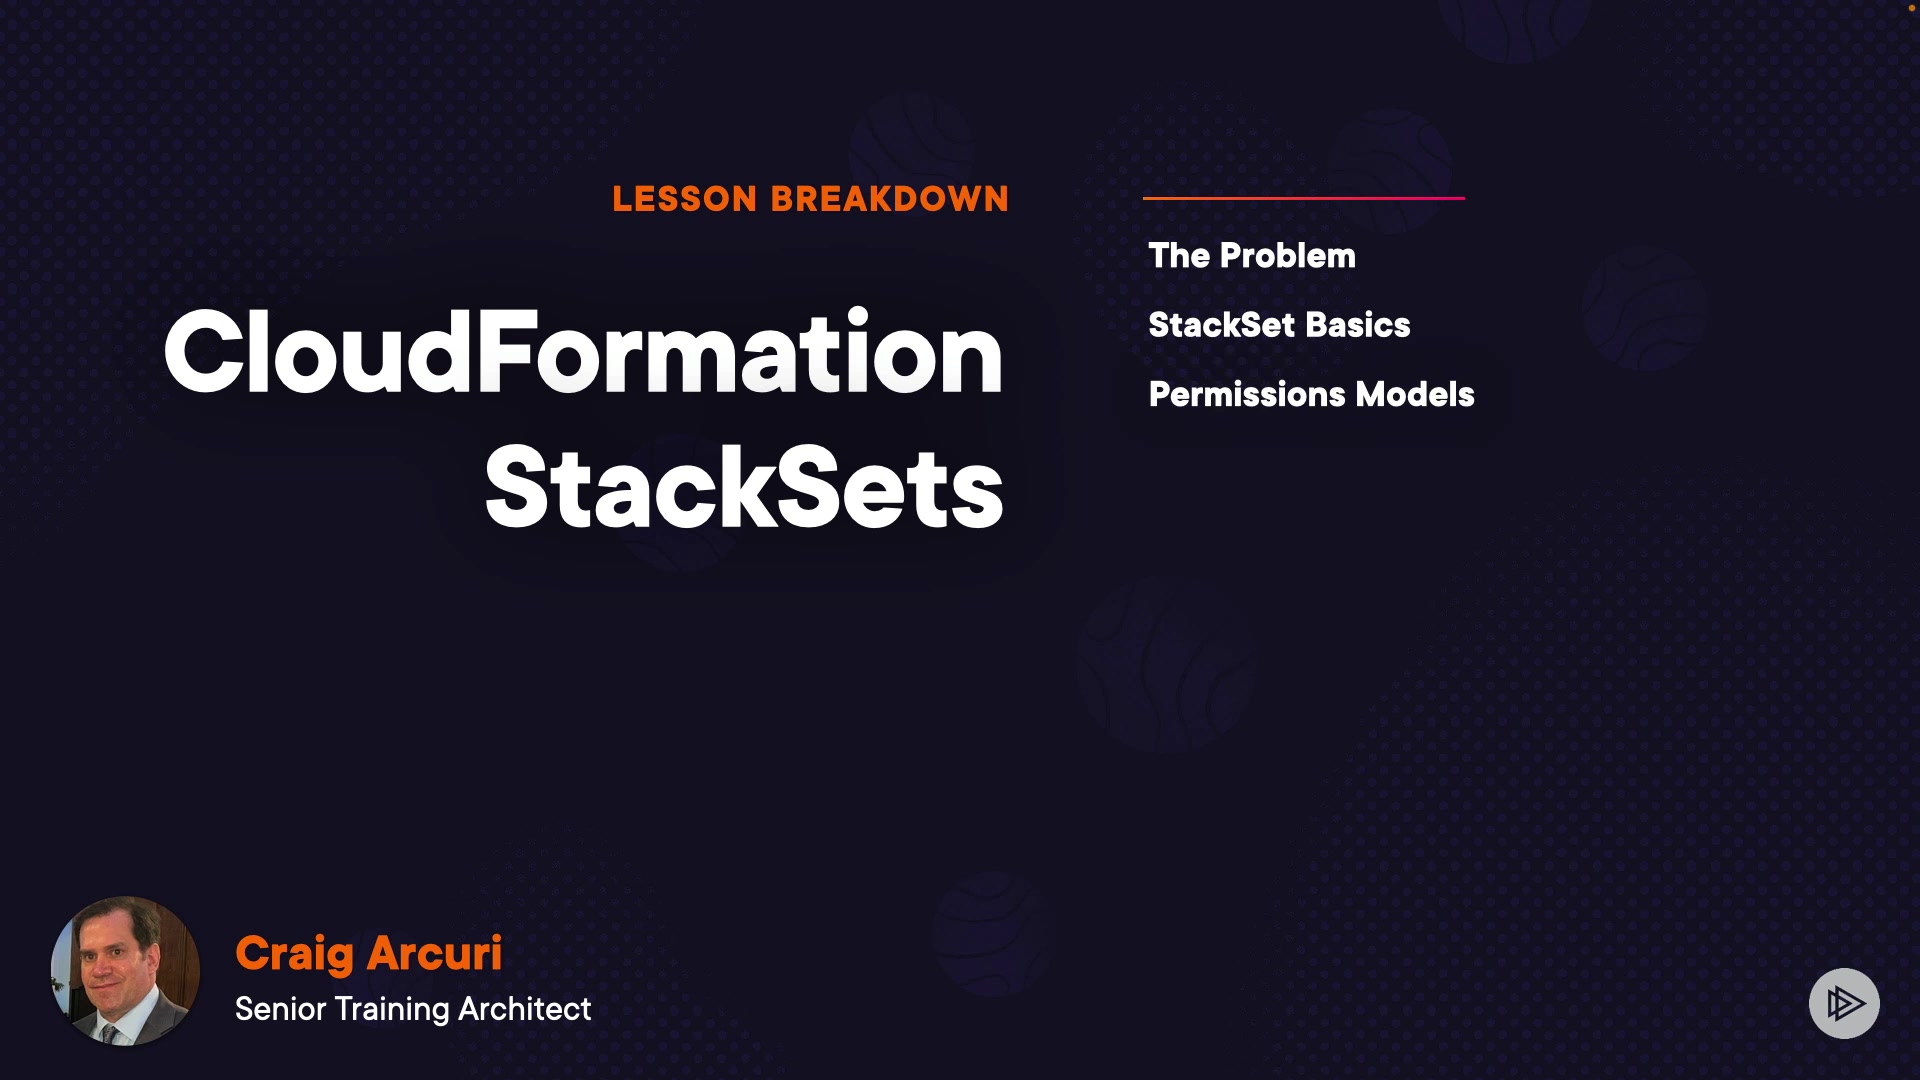 LESSON BREAKDOWN
CloudFormation
StackSets
The Problem
StackSet Basics
Permissions Models
Craig Arcuri
Senior Training Architect